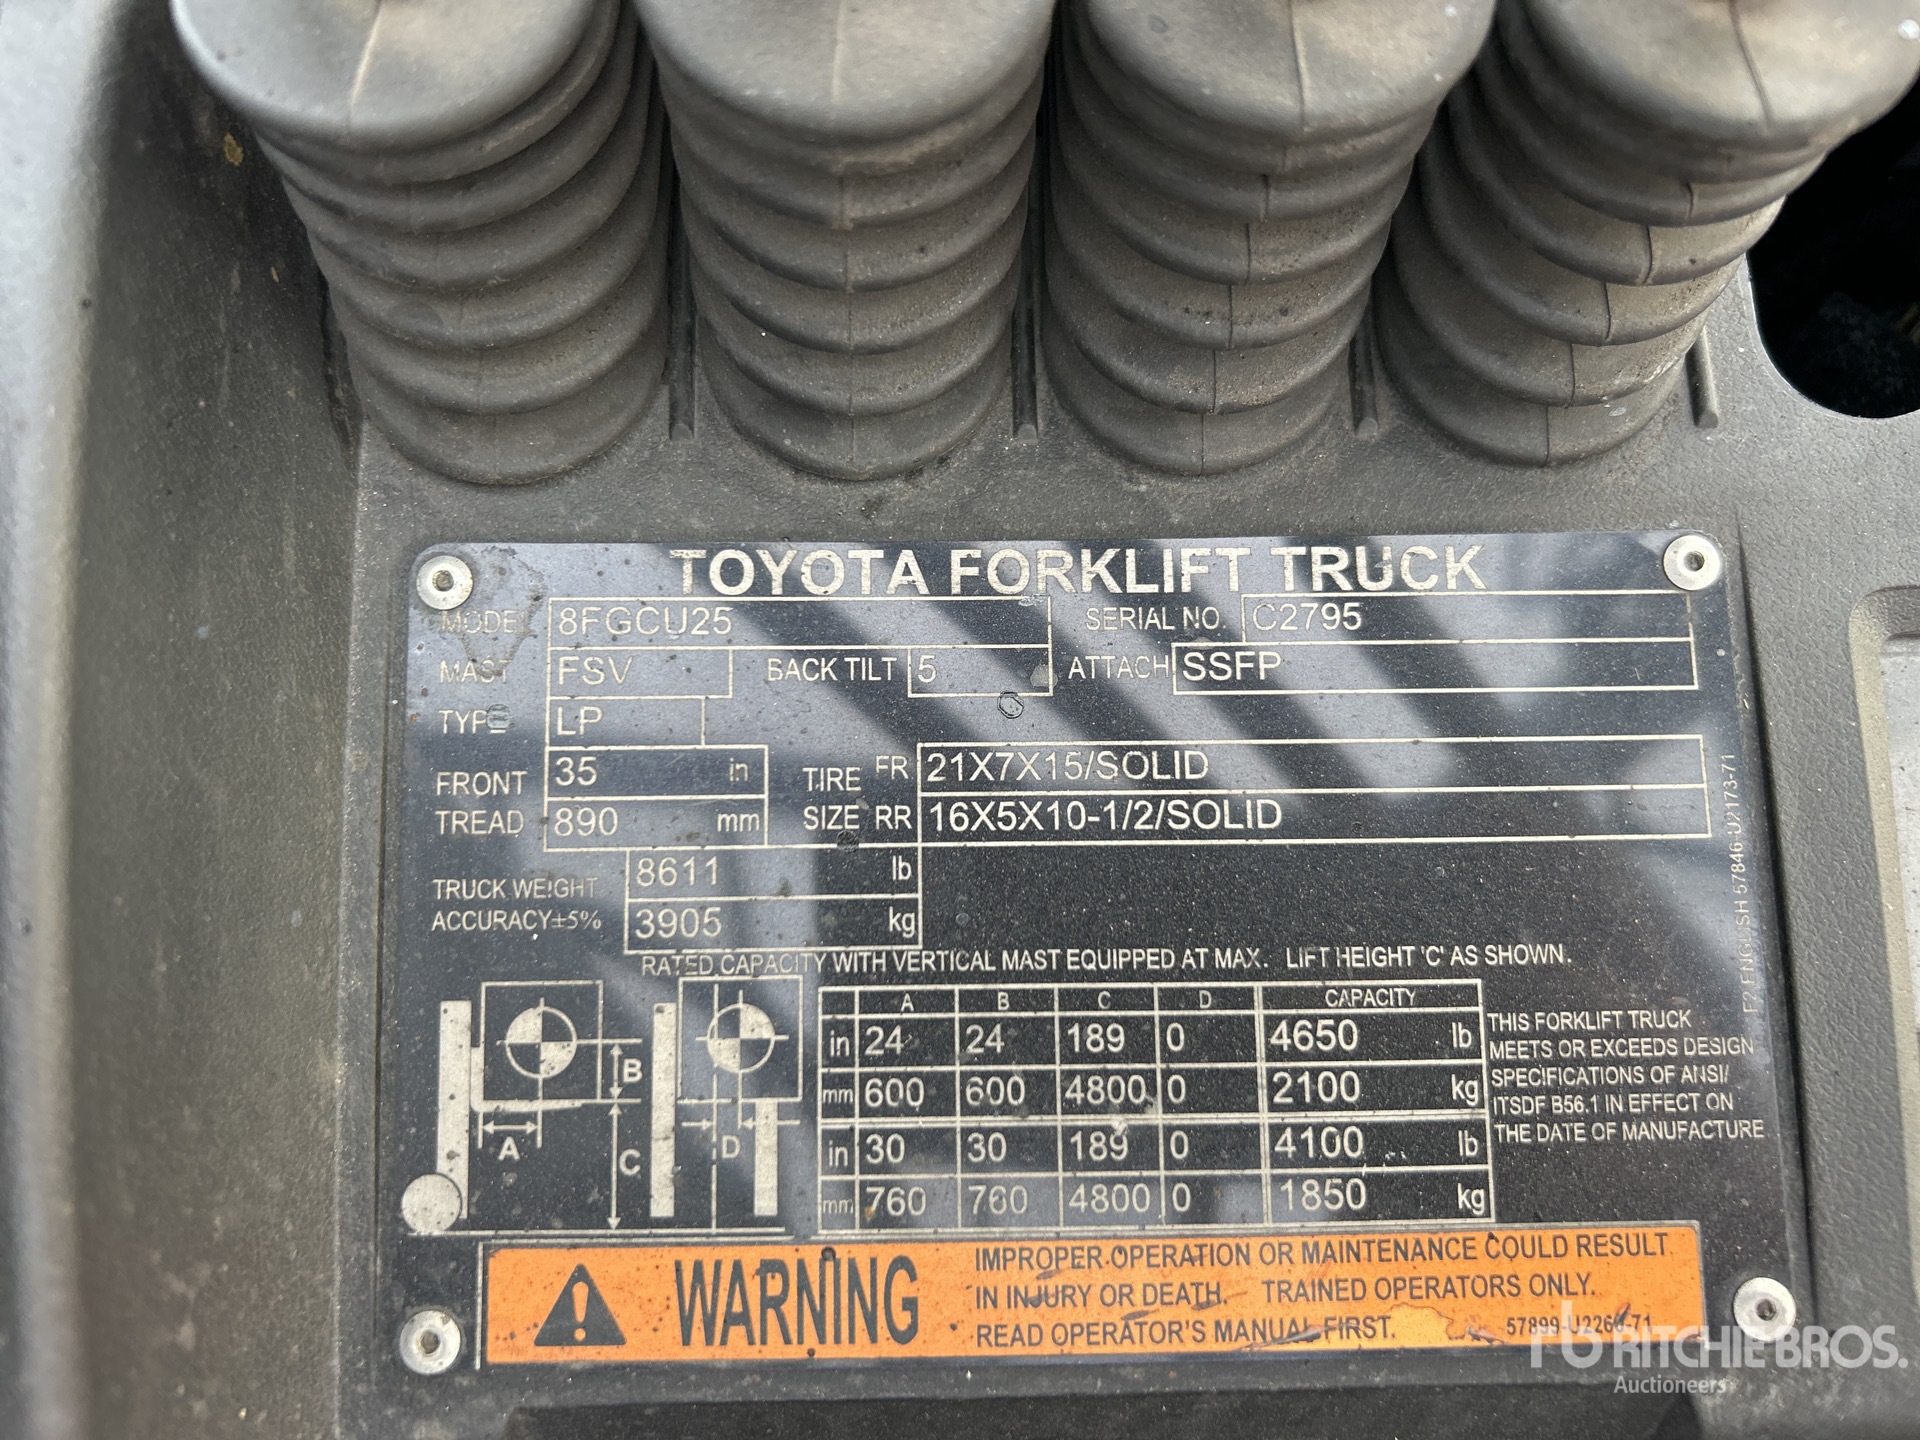 TOYOTA FORKLIFT TRUCK
MODEL 8FGCU25 SERIAL NO. C2795
MAST FSV BACK TILT 5 ATTACH SSFP
TYPE LP
FRONT TREAD 35 in TIRE SIZE FR 21X7X15/SOLID
890 mm RR 16X5X10-1/2/SOLID
TRUCK WEIGHT 8611 lb
ACCURACY±5% 3905 kg
RATED CAPACITY WITH VERTICAL MAST EQUIPPED AT MAX. LIFT HEIGHT 'C' AS SHOWN.
A B C D CAPACITY
in 24 24 189 0 4650 lb
mm 600 600 4800 0 2100 kg
in 30 30 189 0 4100 lb
mm 760 760 4800 0 1850 kg
B
A
C
D
THIS FORKLIFT TRUCK
MEETS OR EXCEEDS DESIGN
SPECIFICATIONS OF ANSI/
ITSDF B56.1 IN EFFECT ON
THE DATE OF MANUFACTURE
F2 ENGLISH 57846-U2173-71
WARNING
IMPROPER OPERATION OR MAINTENANCE COULD RESULT
IN INJURY OR DEATH. TRAINED OPERATORS ONLY.
READ OPERATOR'S MANUAL FIRST.
RITCHIE BROS.
Auctioneers